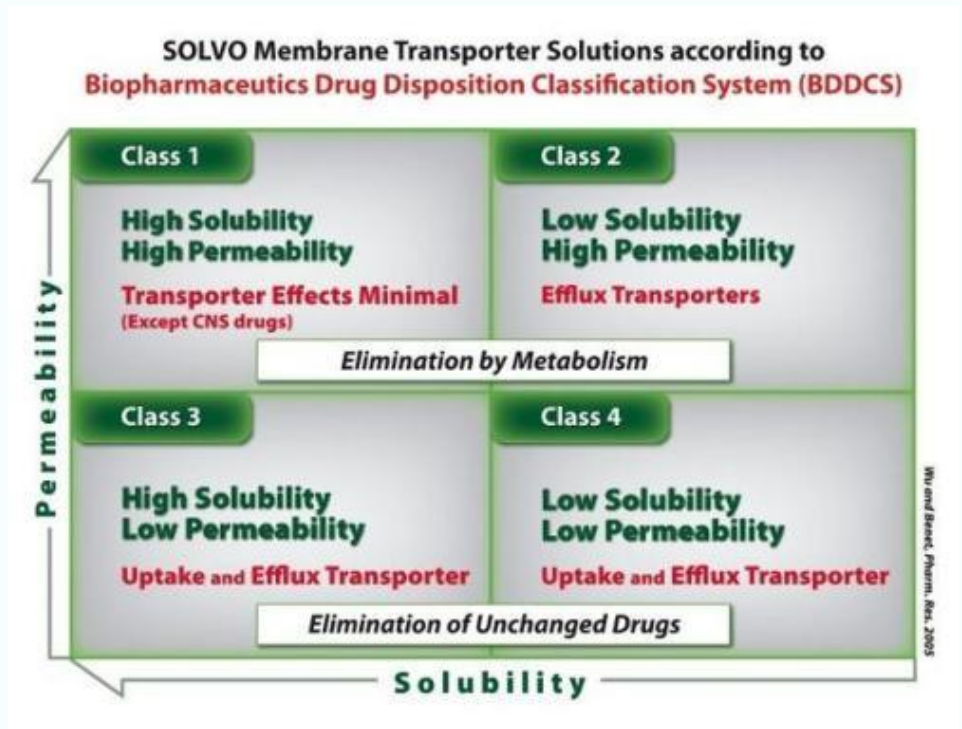 SOLVO Membrane Transporter Solutions according to
Biopharmaceutics Drug Disposition Classification System (BDDCS)
Class 1
High Solubility
High Permeability
Transporter Effects Minimal
(Except CNS drugs)
Class 2
Low Solubility
High Permeability
Efflux Transporters
Elimination by Metabolism
Class 3
High Solubility
Low Permeability
Uptake and Efflux Transporter
Class 4
Low Solubility
Low Permeability
Uptake and Efflux Transporter
Elimination of Unchanged Drugs
Permeability
Solubility
Wu and Benet, Pharm. Res. 2005